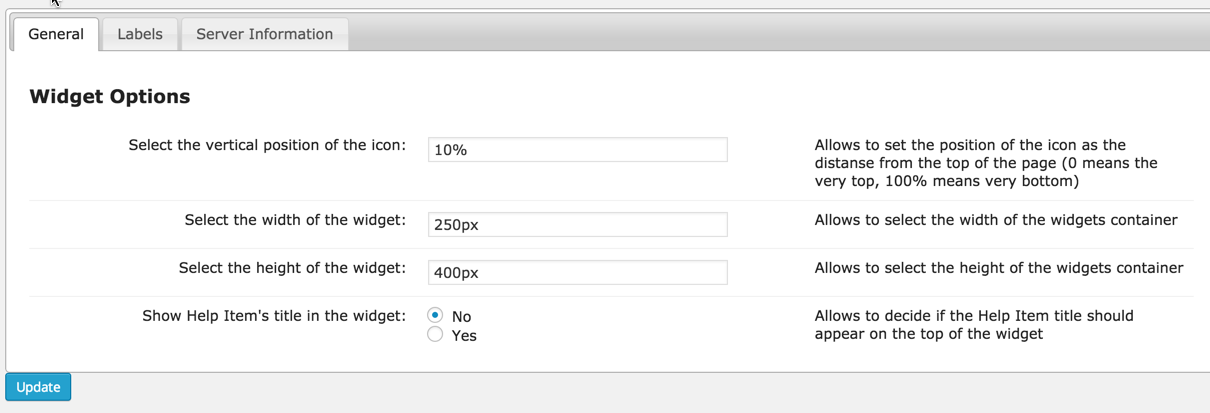 General Labels Server Information
Widget Options
Select the vertical position of the icon: 10% Allows to set the position of the icon as the
distanse from the top of the page (0 means the
very top, 100% means very bottom)
Select the width of the widget: 250px Allows to select the width of the widgets container
Select the height of the widget: 400px Allows to select the height of the widgets container
Show Help Item's title in the widget: No Allows to decide if the Help Item title should
Yes appear on the top of the widget
Update